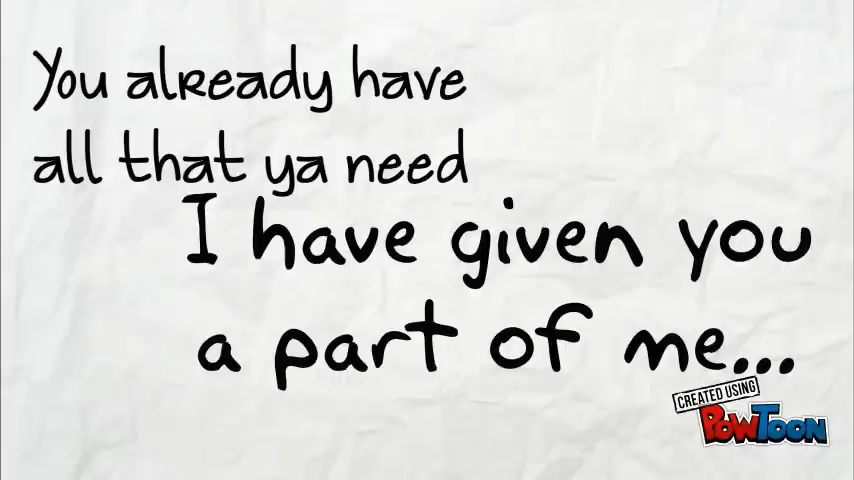 You already have
all that ya need
I have given you
a part of me...
CREATED USING
POWTOON